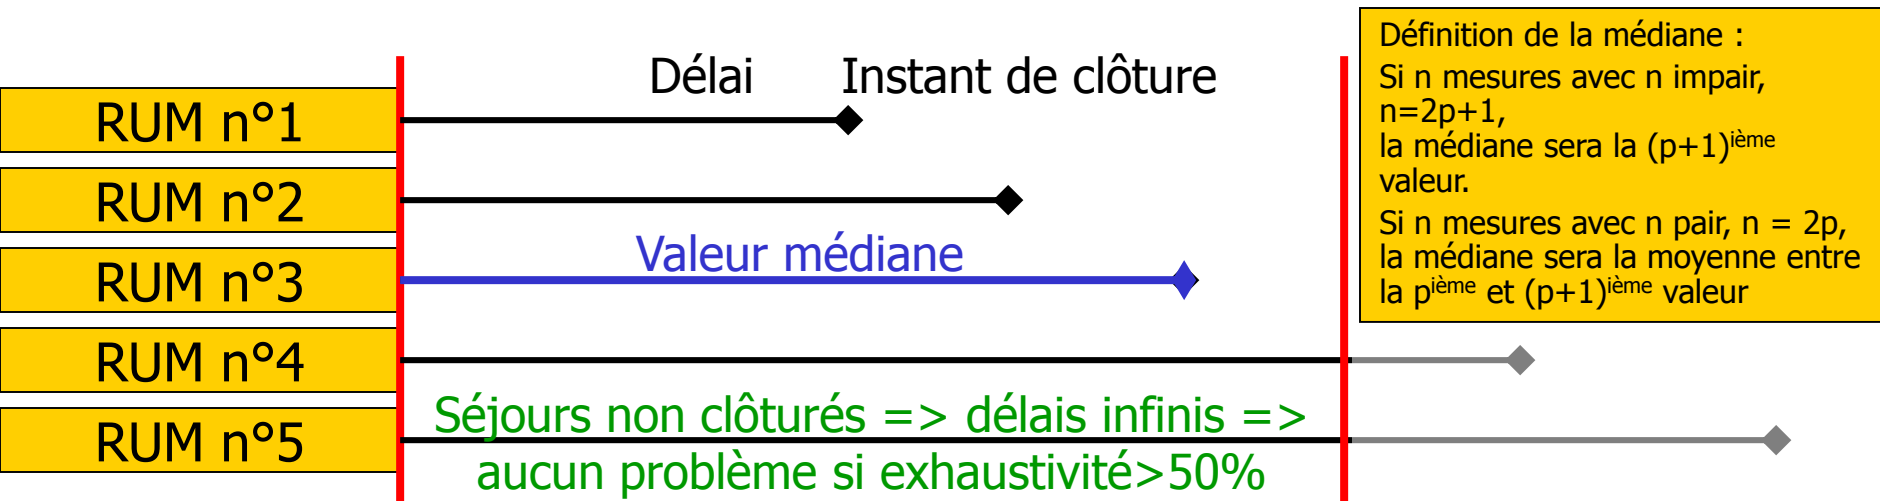 Délai
Instant de clôture
RUM n°1
RUM n°2
Valeur médiane
RUM n°3
RUM n°4
Séjours non clôturés => délais infinis =>
RUM n°5
aucun problème si exhaustivité>50%
Définition de la médiane :
Si n mesures avec n impair,
n=2p+1,
la médiane sera la (p+1)ième
valeur.
Si n mesures avec n pair, n = 2p,
la médiane sera la moyenne entre
la pième et (p+1)ième valeur